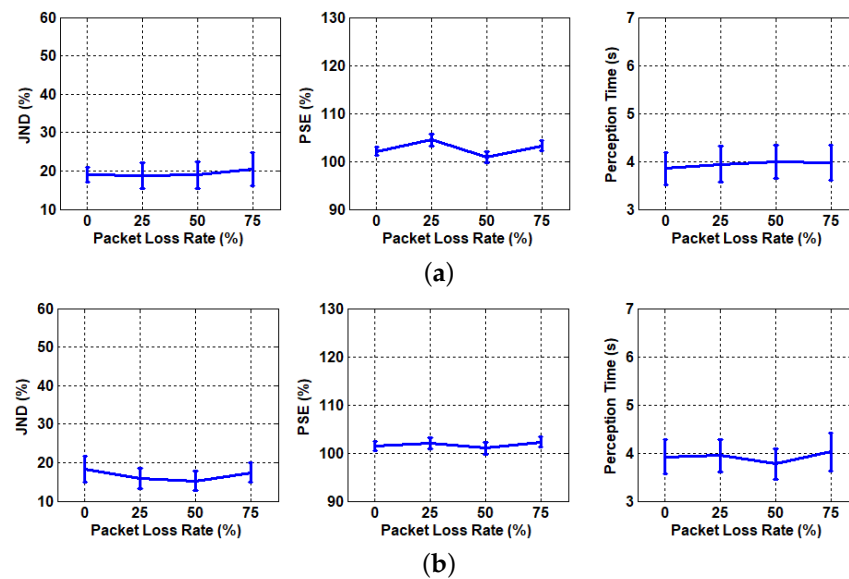 JND (%)
60
50
40
30
20
10
0 25 50 75
Packet Loss Rate (%)
PSE (%)
130
120
110
100
90
0 25 50 75
Packet Loss Rate (%)
Perception Time (s)
7
6
5
4
3
0 25 50 75
Packet Loss Rate (%)
(a)
JND (%)
60
50
40
30
20
10
0 25 50 75
Packet Loss Rate (%)
PSE (%)
130
120
110
100
90
0 25 50 75
Packet Loss Rate (%)
Perception Time (s)
7
6
5
4
3
0 25 50 75
Packet Loss Rate (%)
(b)